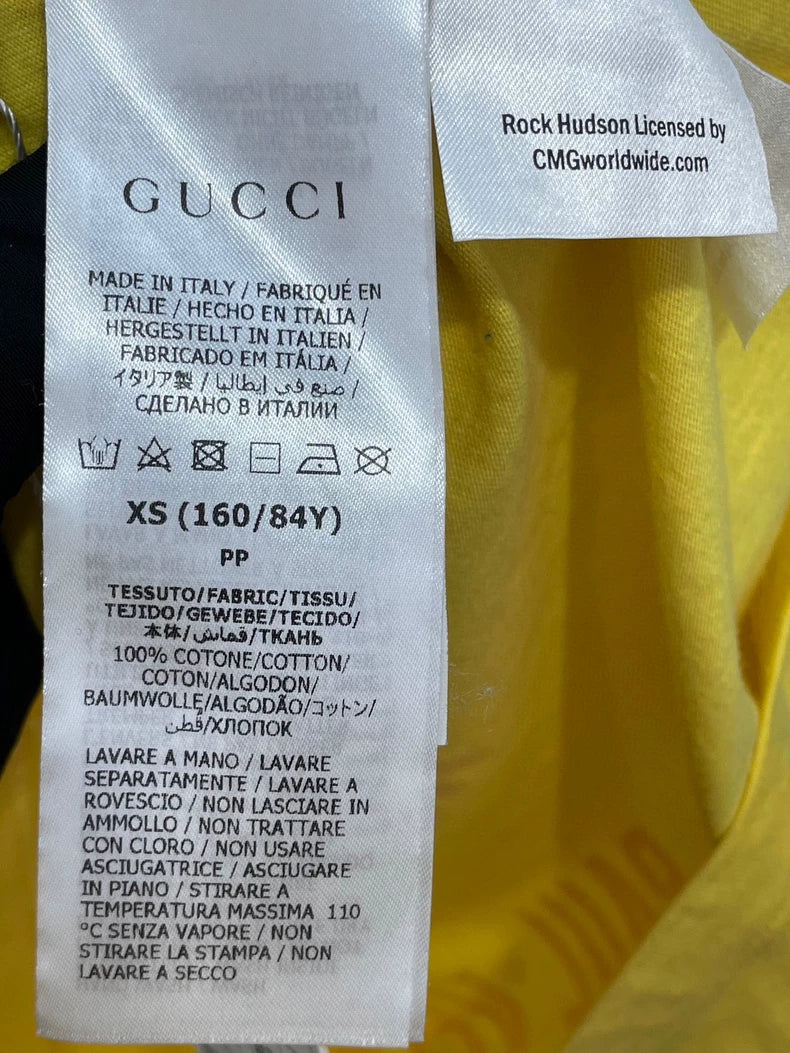 GUCCI
MADE IN ITALY / FABRIQUÉ EN
ITALIE / HECHO EN ITALIA /
HERGESTELLT IN ITALIEN /
FABRICADO EM ITÁLIA /
イタリア製 / صنع في إيطاليا /
СДЕЛАНО В ИТАЛИИ
XS (160/84Y)
PP
TESSUTO/FABRIC/TISSU/
TEJIDO/GEWEBE/TECIDO/
本体/قماش/ТКАНЬ
100% COTONE/COTTON/
COTON/ALGODON/
BAUMWOLLE/ALGODÃO/コットン/
قطن/ХЛОПОК
LAVARE A MANO / LAVARE
SEPARATAMENTE / LAVARE A
ROVESCIO / NON LASCIARE IN
AMMOLLO / NON TRATTARE
CON CLORO / NON USARE
ASCIUGATRICE / ASCIUGARE
IN PIANO / STIRARE A
TEMPERATURA MASSIMA 110
°C SENZA VAPORE / NON
STIRARE LA STAMPA / NON
LAVARE A SECCO
Rock Hudson Licensed by
CMGworldwide.com